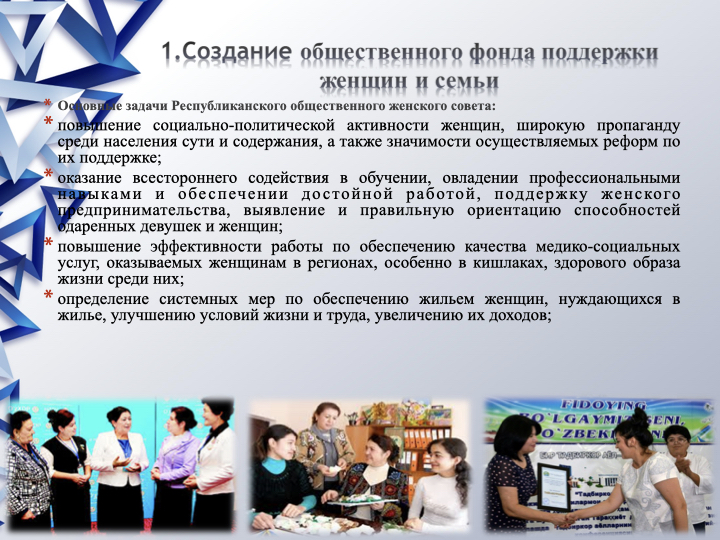 1.Создание общественного фонда поддержки
женщин и семьи
* Основные задачи Республиканского общественного женского совета:
* повышение социально-политической активности женщин, широкую пропаганду
среди населения сути и содержания, а также значимости осуществляемых реформ по
их поддержке;
* оказание всестороннего содействия в обучении, овладении профессиональными
навыками и обеспечении достойной работой, поддержку женского
предпринимательства, выявление и правильную ориентацию способностей
одаренных девушек и женщин;
* повышение эффективности работы по обеспечению качества медико-социальных
услуг, оказываемых женщинам в регионах, особенно в кишлаках, здорового образа
жизни среди них;
* определение системных мер по обеспечению жильем женщин, нуждающихся в
жилье, улучшению условий жизни и труда, увеличению их доходов;
FIDOYING
"Тадбиркор